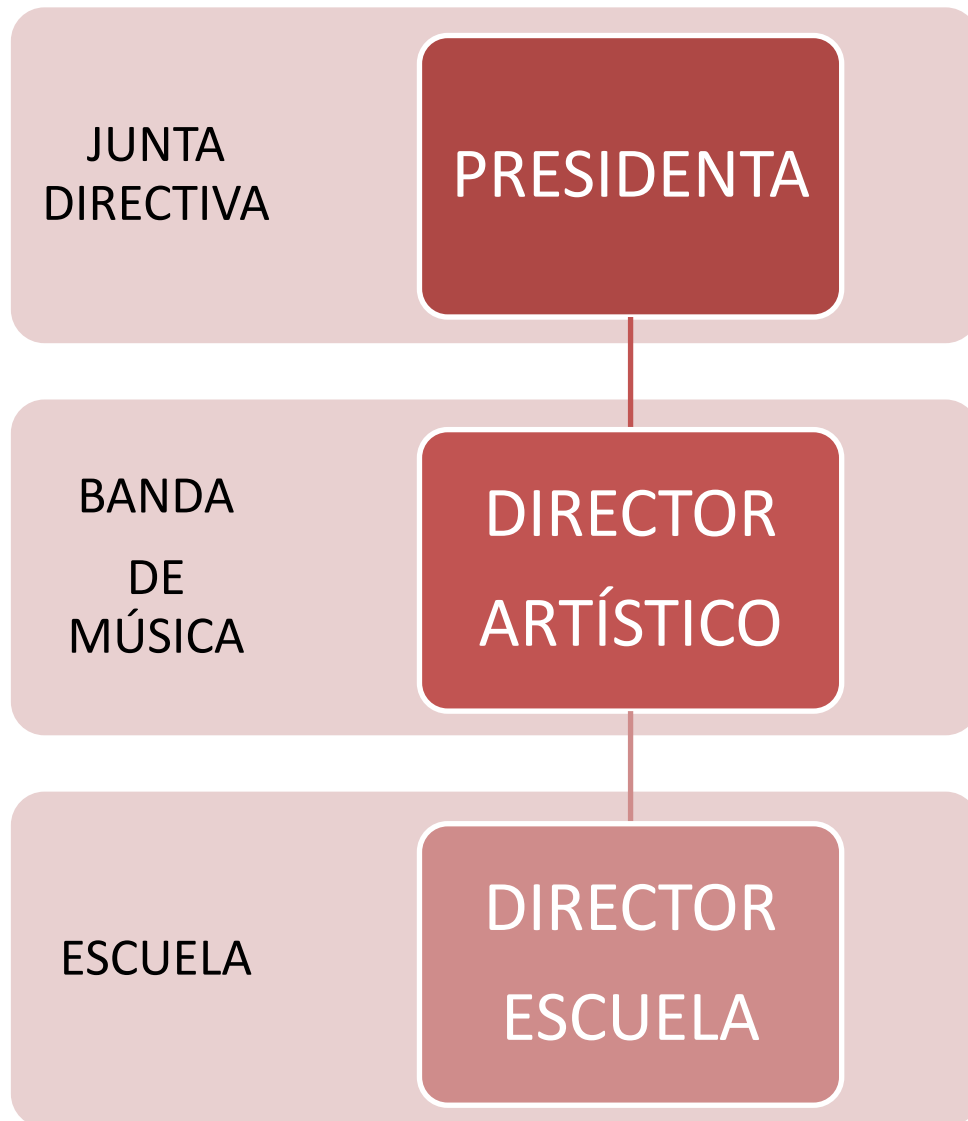 JUNTA
DIRECTIVA
PRESIDENTA
BANDA
DE
MÚSICA
DIRECTOR
ARTÍSTICO
ESCUELA
DIRECTOR
ESCUELA